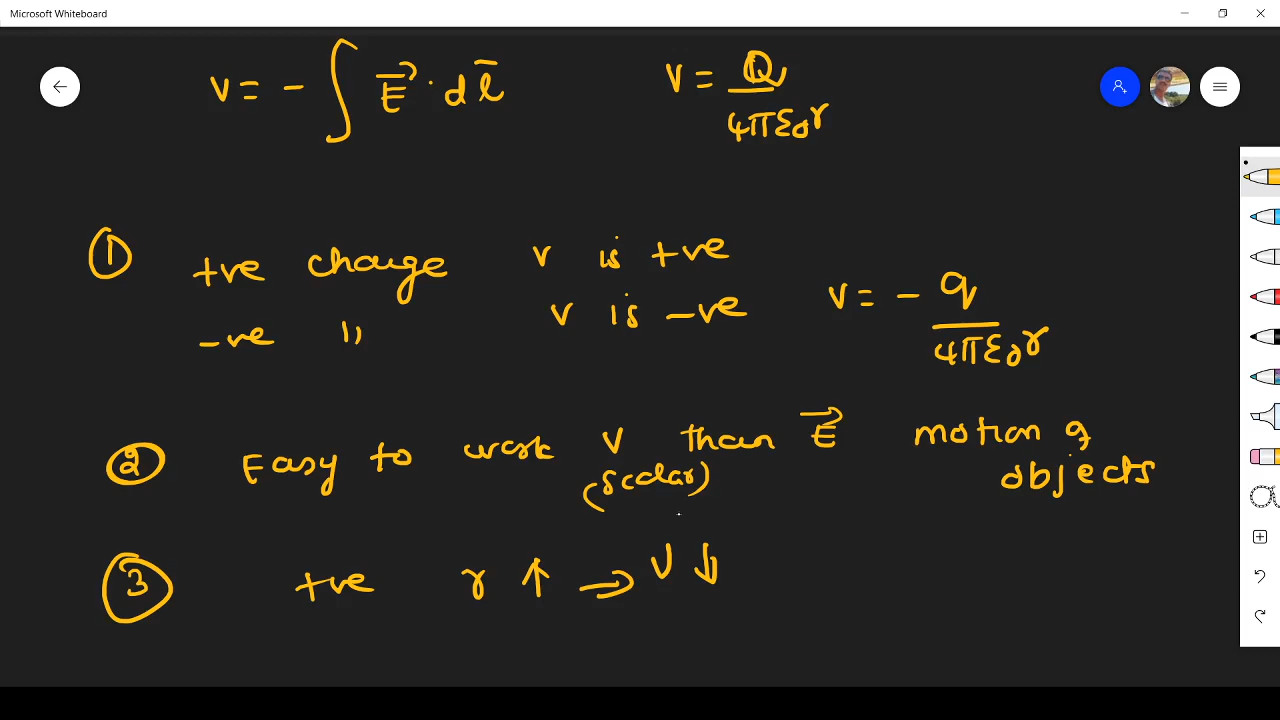 Microsoft Whiteboard
V = - ∫ E⃗ · d l̄
V = Q / 4πε₀r
① +ve charge V is +ve
-ve 〃 V is -ve
V = - q / 4πε₀r
② Easy to work V than E⃗ motion of objects
(Scalar)
③ +ve r ↑ → V ↓